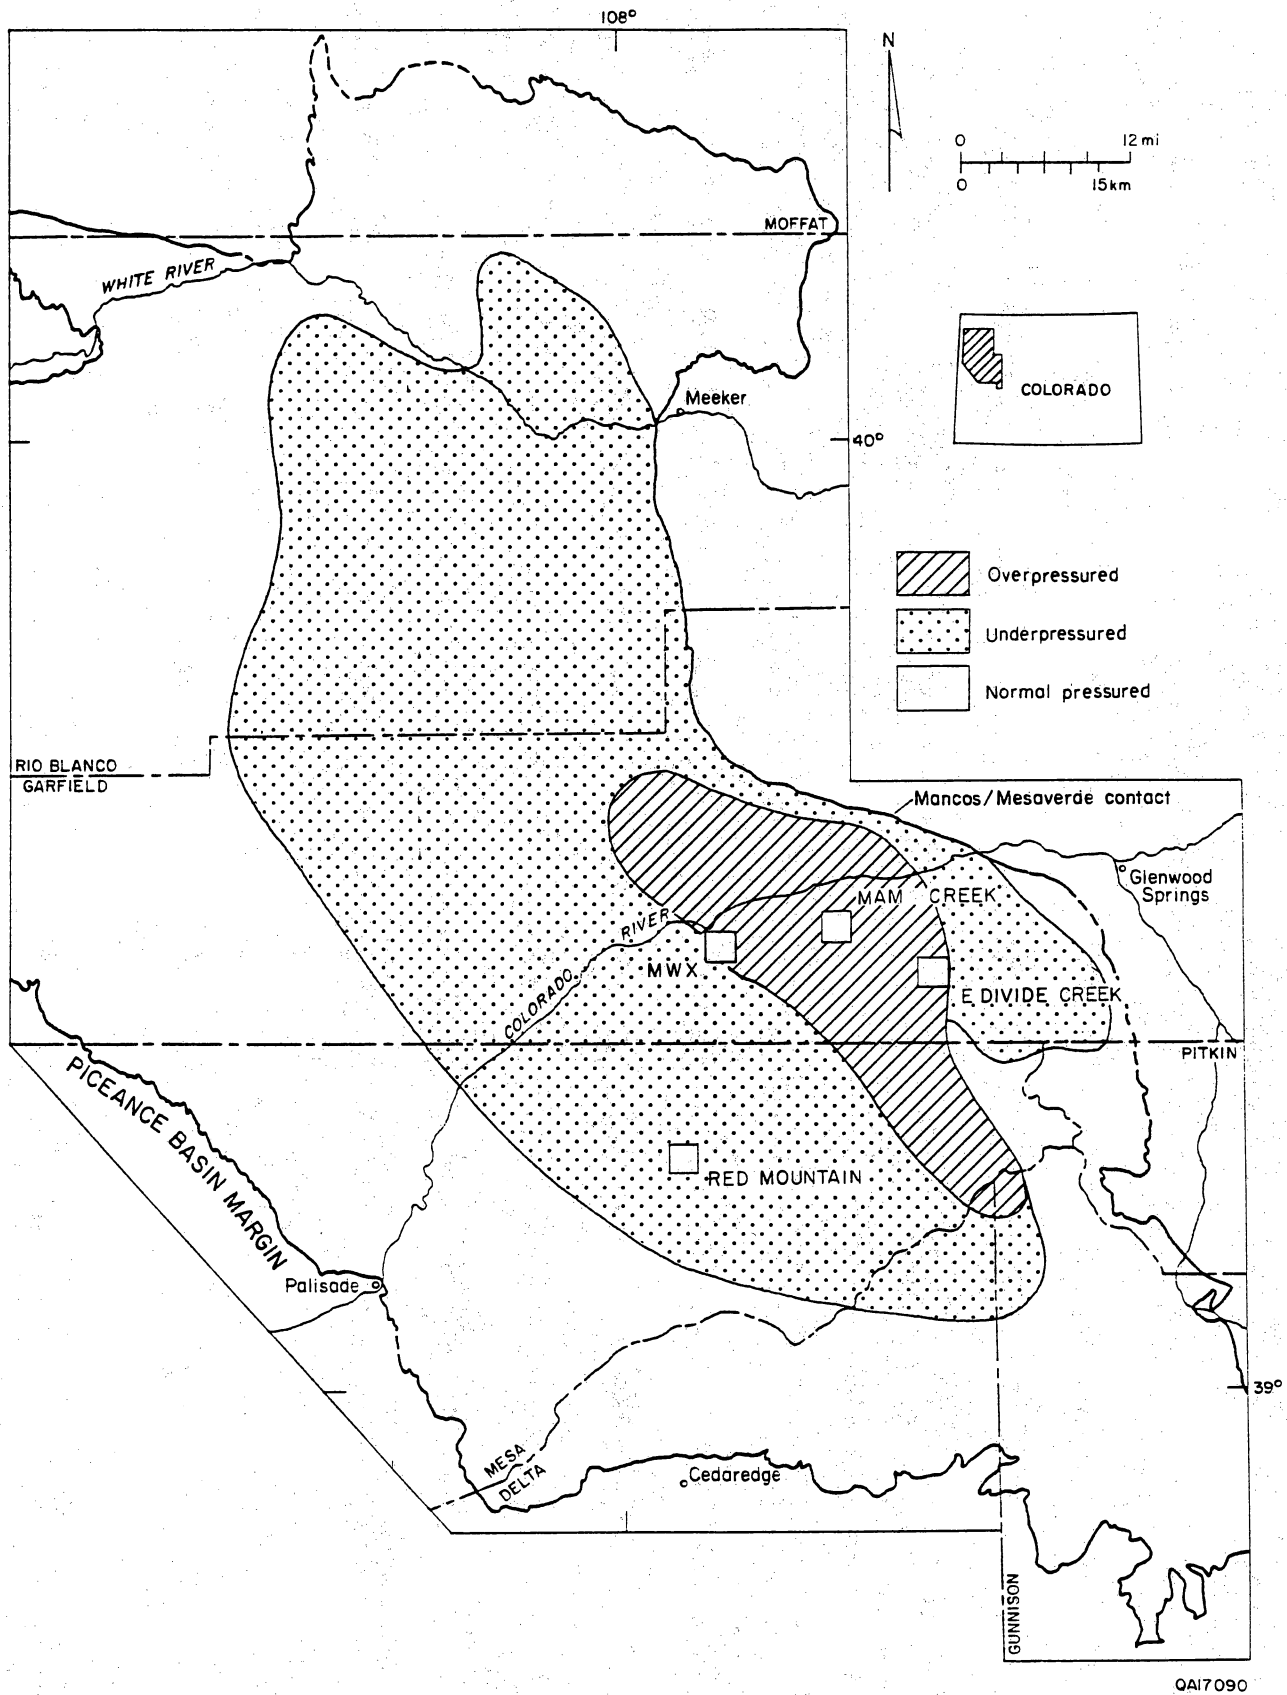 108°
N
0 12 mi
0 15 km
MOFFAT
WHITE RIVER
COLORADO
Meeker
40°
Overpressured
Underpressured
Normal pressured
RIO BLANCO
GARFIELD
Mancos/Mesaverde contact
Glenwood
Springs
MAM CREEK
COLORADO RIVER
MWX
E DIVIDE CREEK
PITKIN
PICEANCE BASIN MARGIN
RED MOUNTAIN
Palisade
39°
MESA
DELTA
Cedaredge
GUNNISON
QA17090